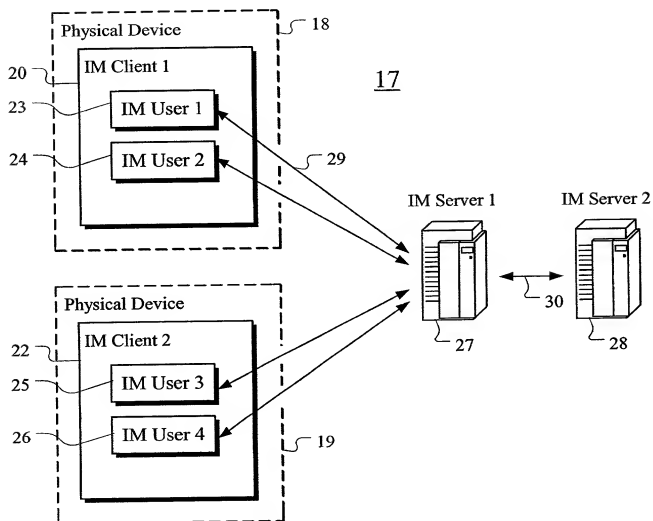 Physical Device
18
20
IM Client 1
17
23
IM User 1
24
IM User 2
29
IM Server 1
IM Server 2
Physical Device
30
27
28
22
IM Client 2
25
IM User 3
26
IM User 4
19